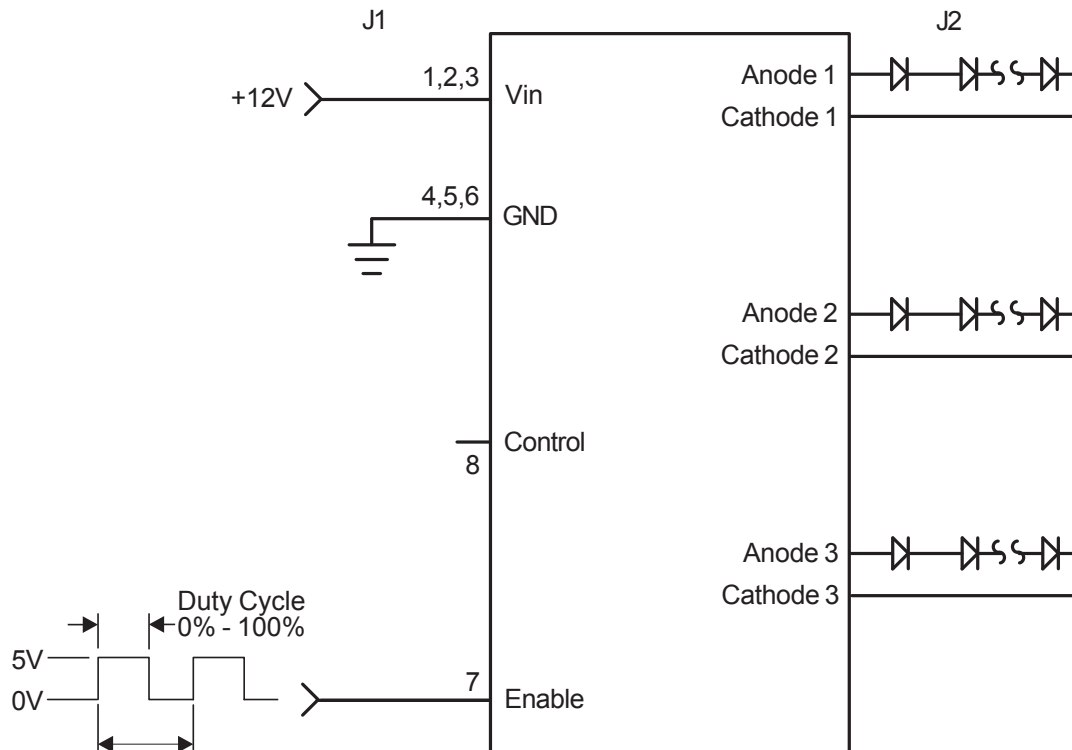 J1
J2
+12V
1,2,3
Vin
Anode 1
Cathode 1
4,5,6
GND
Anode 2
Cathode 2
Control
8
Anode 3
Cathode 3
Duty Cycle
0% - 100%
5V
0V
7
Enable